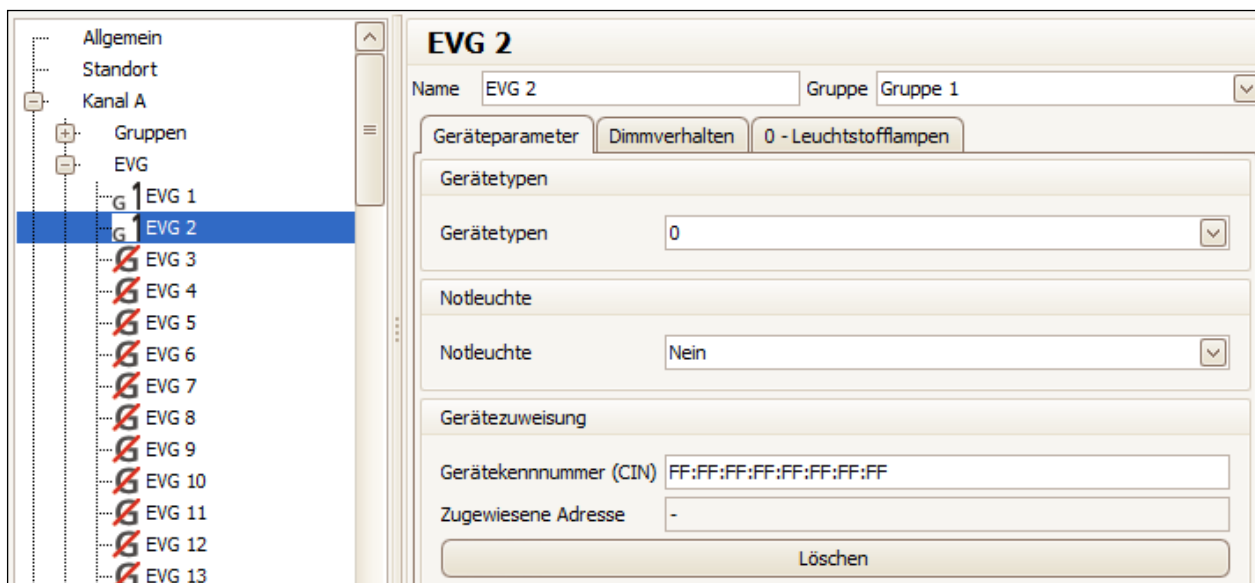 Allgemein
Standort
Kanal A
Gruppen
EVG
G 1 EVG 1
G 1 EVG 2
G EVG 3
G EVG 4
G EVG 5
G EVG 6
G EVG 7
G EVG 8
G EVG 9
G EVG 10
G EVG 11
G EVG 12
G EVG 13
EVG 2
Name EVG 2 Gruppe Gruppe 1
Geräteparameter Dimmverhalten 0 - Leuchtstofflampen
Gerätetypen
Gerätetypen 0
Notleuchte
Notleuchte Nein
Gerätezuweisung
Gerätekennnummer (CIN) FF:FF:FF:FF:FF:FF:FF:FF
Zugewiesene Adresse -
Löschen